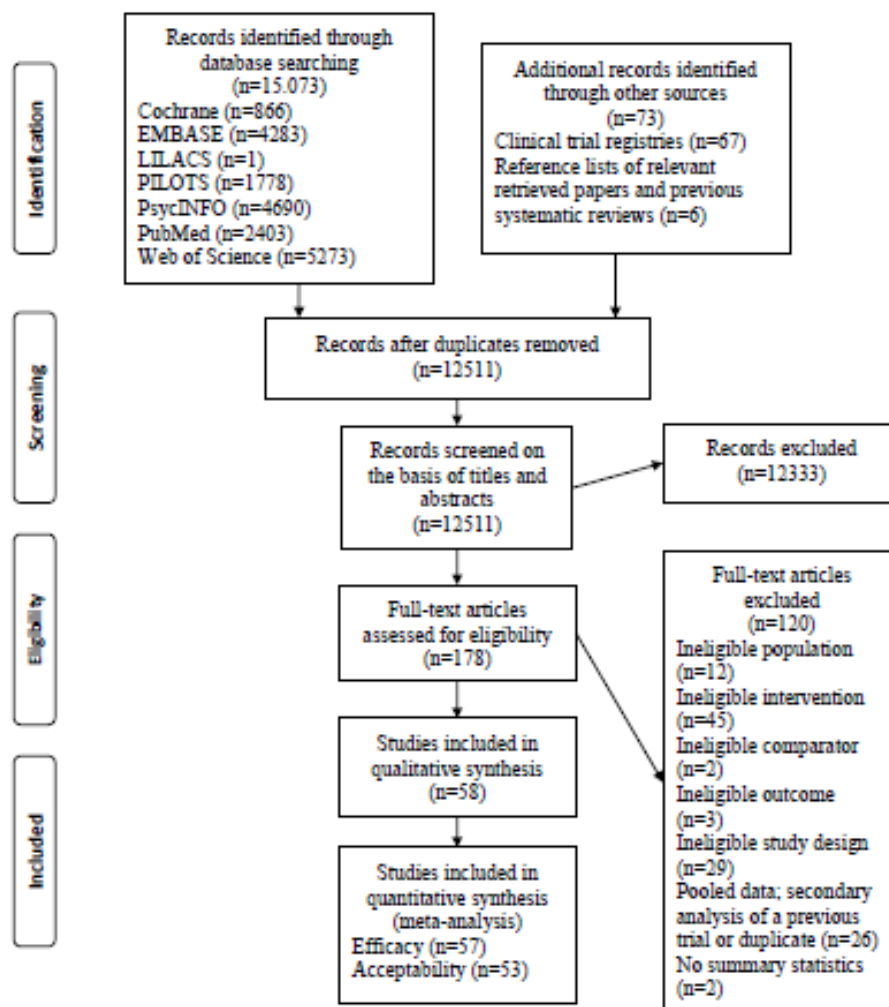 Identification
Records identified through
database searching
(n=15.073)
Cochrane (n=866)
EMBASE (n=4283)
LILACS (n=1)
PILOTS (n=1778)
PsycINFO (n=4690)
PubMed (n=2403)
Web of Science (n=5273)
Additional records identified
through other sources
(n=73)
Clinical trial registries (n=67)
Reference lists of relevant
retrieved papers and previous
systematic reviews (n=6)
Screening
Records after duplicates removed
(n=12511)
Records screened on
the basis of titles and
abstracts
(n=12511)
Records excluded
(n=12333)
Eligibility
Full-text articles
assessed for eligibility
(n=178)
Full-text articles
excluded
(n=120)
Ineligible population
(n=12)
Ineligible intervention
(n=45)
Ineligible comparator
(n=2)
Ineligible outcome
(n=3)
Ineligible study design
(n=29)
Pooled data; secondary
analysis of a previous
trial or duplicate (n=26)
No summary statistics
(n=2)
Included
Studies included in
qualitative synthesis
(n=58)
Studies included in
quantitative synthesis
(meta-analysis)
Efficacy (n=57)
Acceptability (n=53)